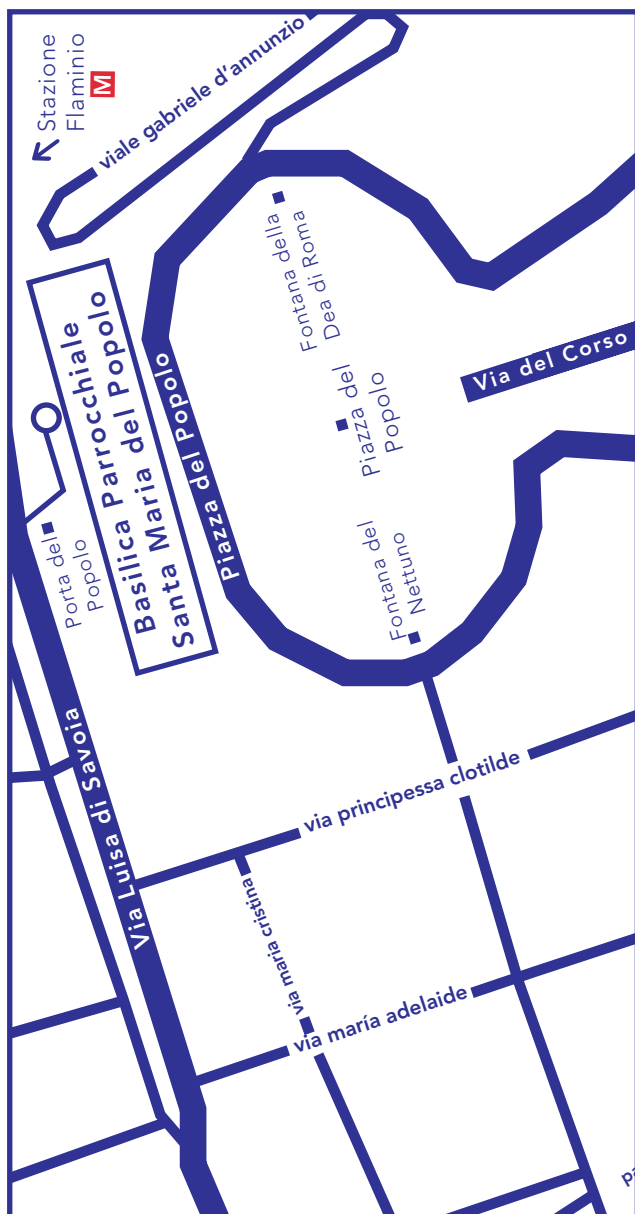 Stazione
Flaminio
M
viale gabriele d'annunzio
Basilica Parrocchiale
Santa Maria del Popolo
Porta del
Popolo
Piazza del Popolo
Fontana della
Dea di Roma
Piazza del
Popolo
Via del Corso
Fontana del
Nettuno
Via Luisa di Savoia
via principessa clotilde
via maria cristina
via maría adelaide